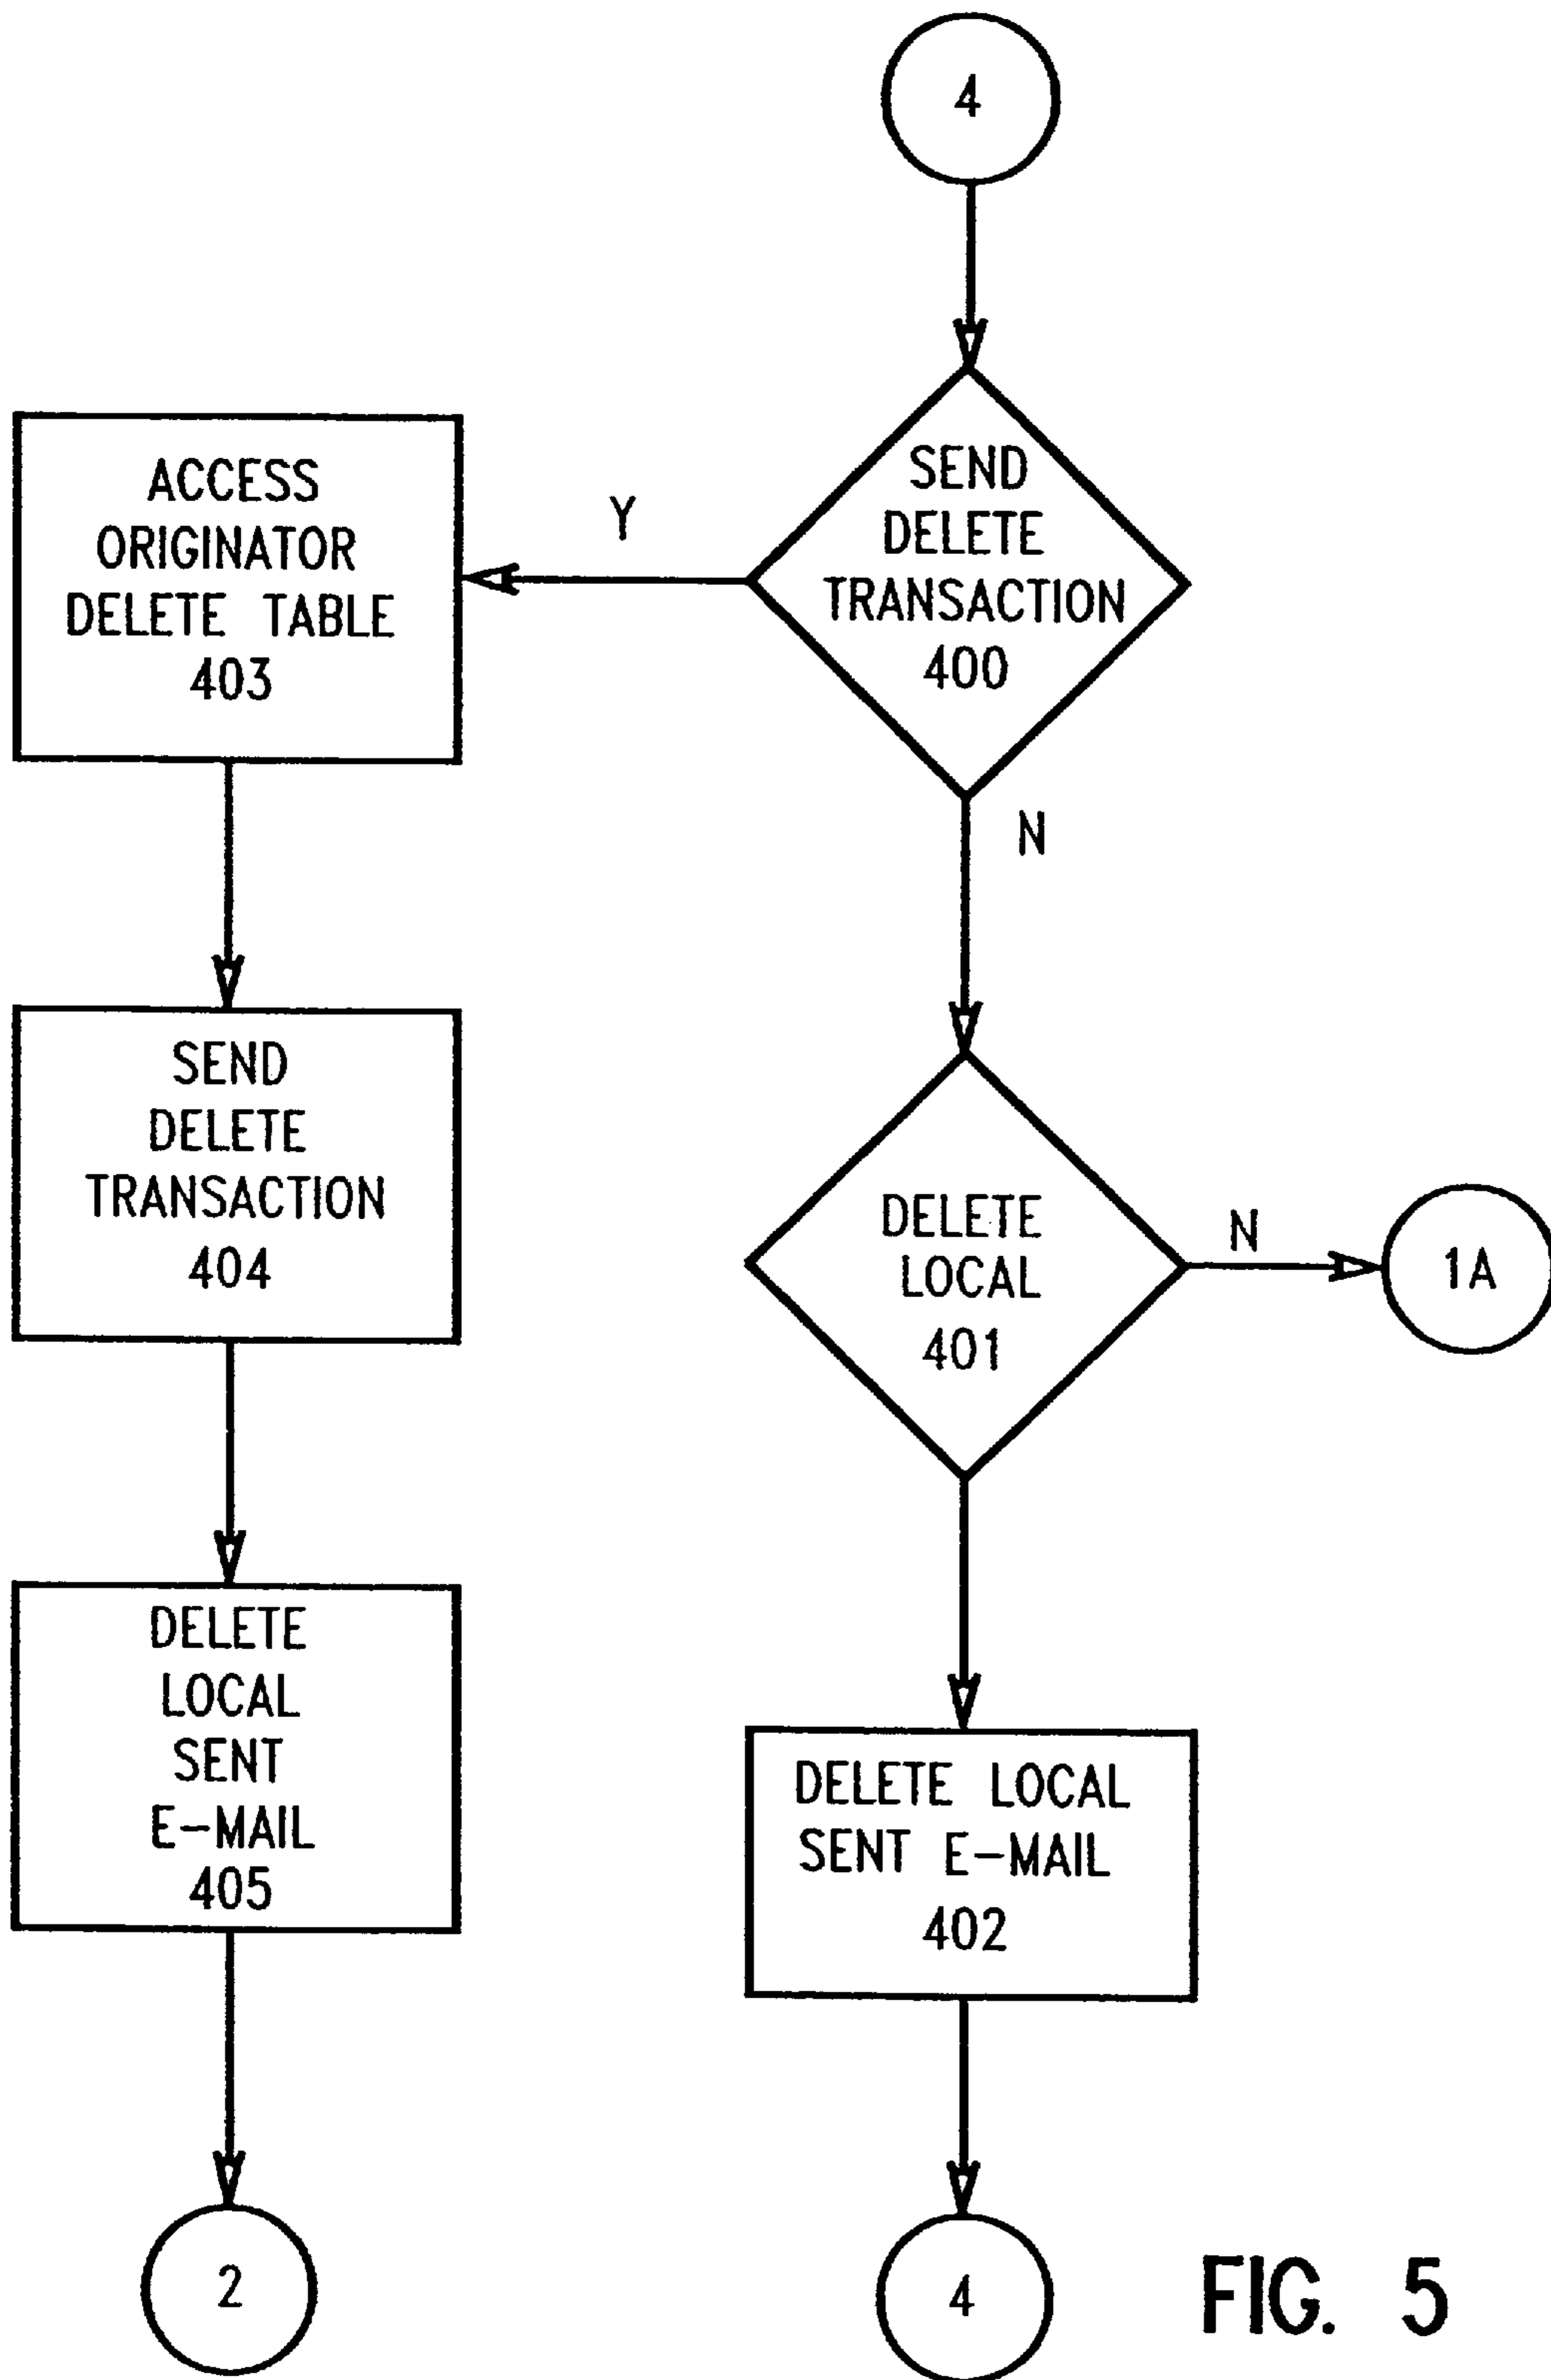 4
SEND
DELETE
TRANSACTION
400
Y
N
ACCESS
ORIGINATOR
DELETE TABLE
403
SEND
DELETE
TRANSACTION
404
DELETE
LOCAL
401
N
1A
DELETE
LOCAL
SENT
E-MAIL
405
DELETE LOCAL
SENT E-MAIL
402
2
4
FIG. 5